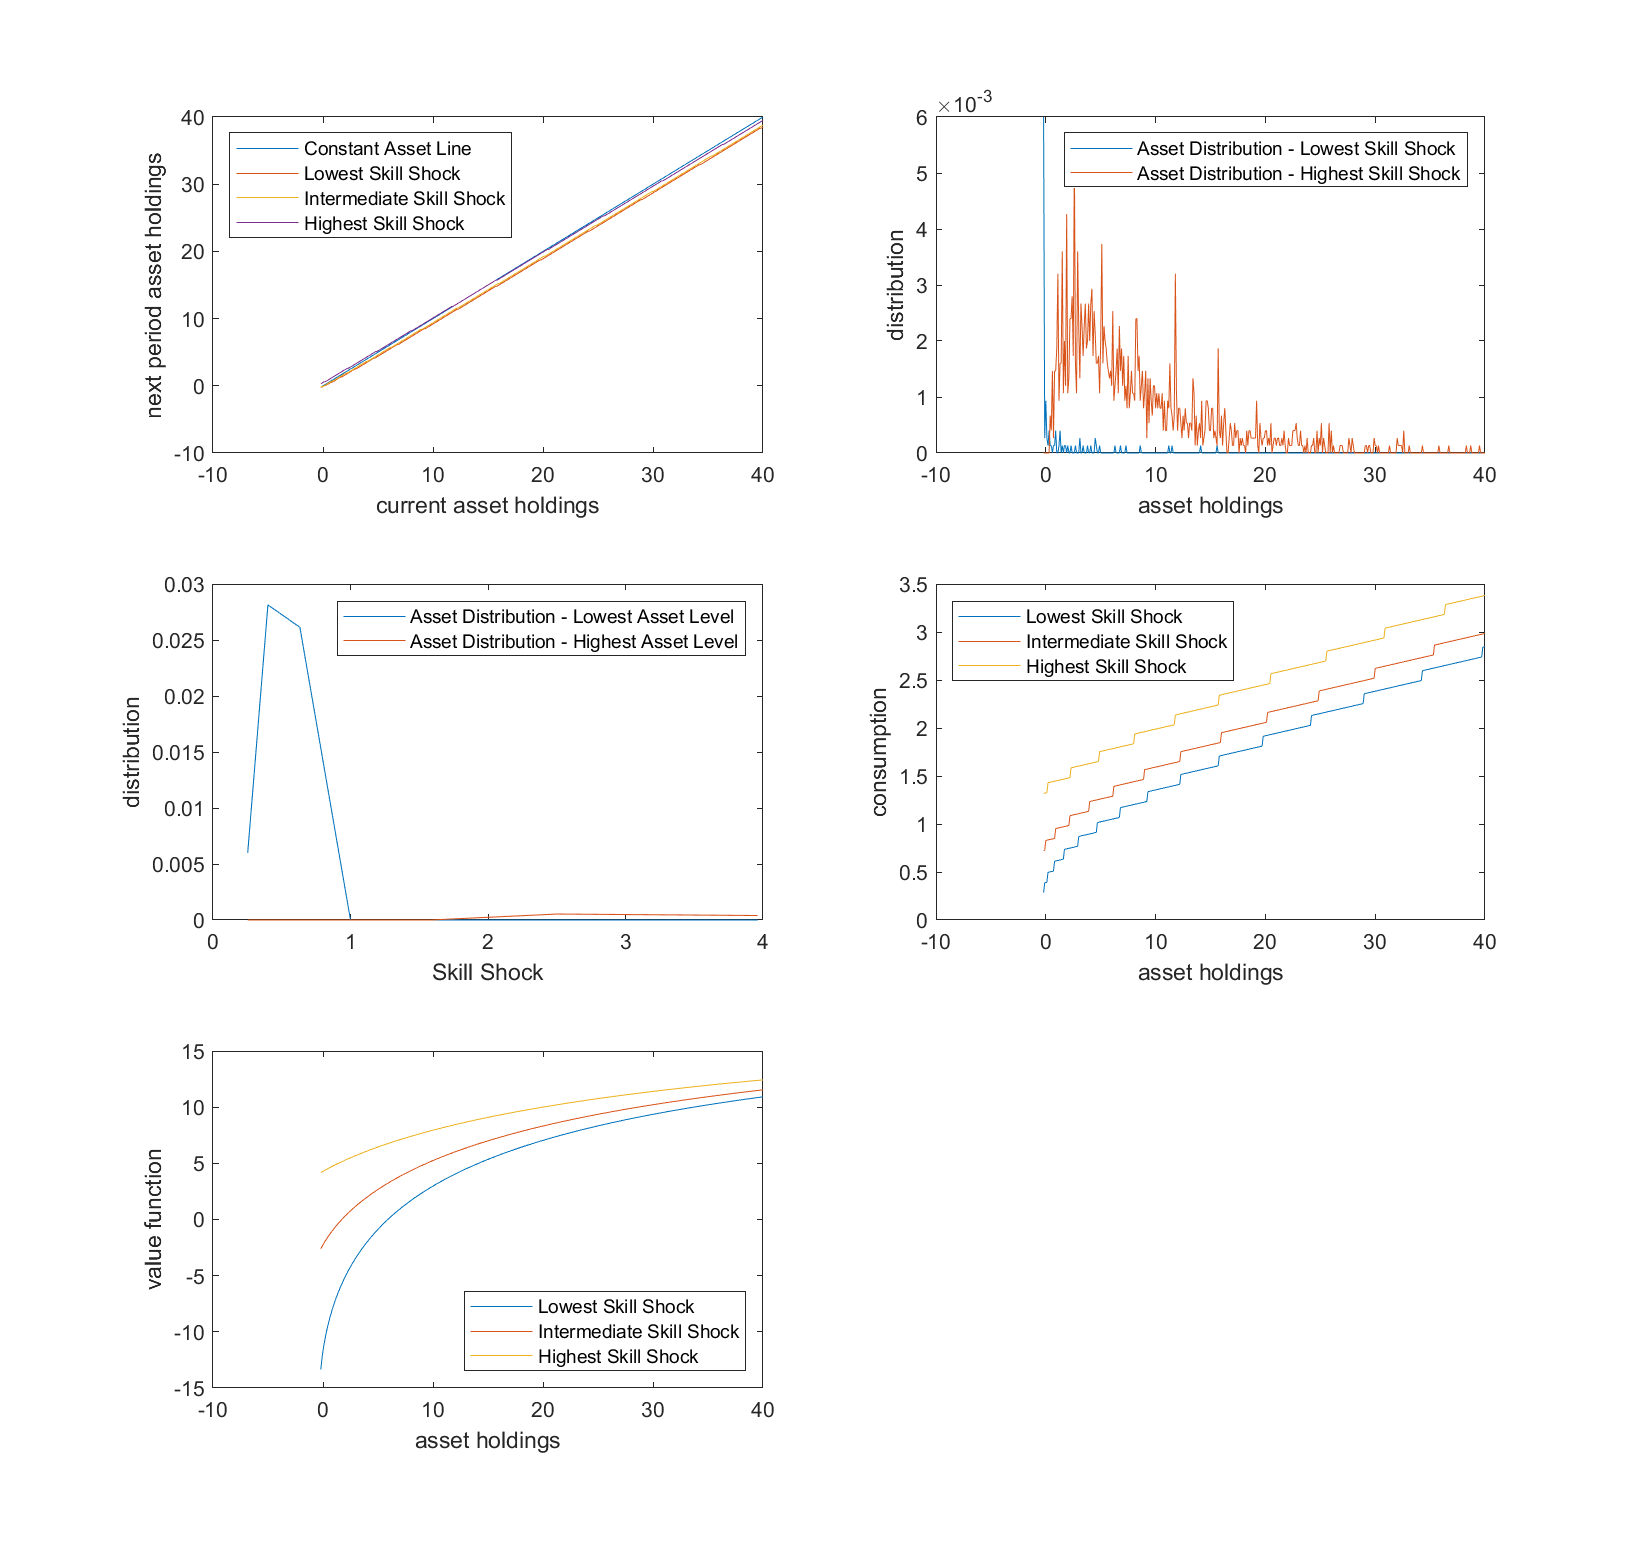 40
30
20
10
0
-10
-10
0
10
20
30
40
next period asset holdings
current asset holdings
Constant Asset Line
Lowest Skill Shock
Intermediate Skill Shock
Highest Skill Shock
×10-3
6
5
4
3
2
1
0
-10
0
10
20
30
40
distribution
asset holdings
Asset Distribution - Lowest Skill Shock
Asset Distribution - Highest Skill Shock
0.03
0.025
0.02
0.015
0.01
0.005
0
0
1
2
3
4
distribution
Skill Shock
Asset Distribution - Lowest Asset Level
Asset Distribution - Highest Asset Level
3.5
3
2.5
2
1.5
1
0.5
0
-10
0
10
20
30
40
consumption
asset holdings
Lowest Skill Shock
Intermediate Skill Shock
Highest Skill Shock
15
10
5
0
-5
-10
-15
-10
0
10
20
30
40
value function
asset holdings
Lowest Skill Shock
Intermediate Skill Shock
Highest Skill Shock